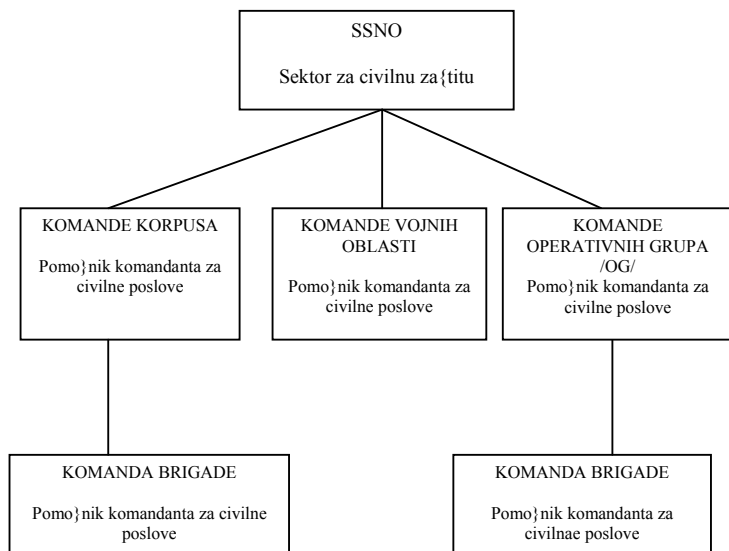 SSNO
Sektor za civilnu za{titu
KOMANDE KORPUSA
Pomo}nik komandanta za
civilne poslove
KOMANDE VOJNIH
OBLASTI
Pomo}nik komandanta za
civilne poslove
KOMANDE
OPERATIVNIH GRUPA
/OG/
Pomo}nik komandanta za
civilne poslove
KOMANDA BRIGADE
Pomo}nik komandanta za civilne
poslove
KOMANDA BRIGADE
Pomo}nik komandanta za
civilnae poslove